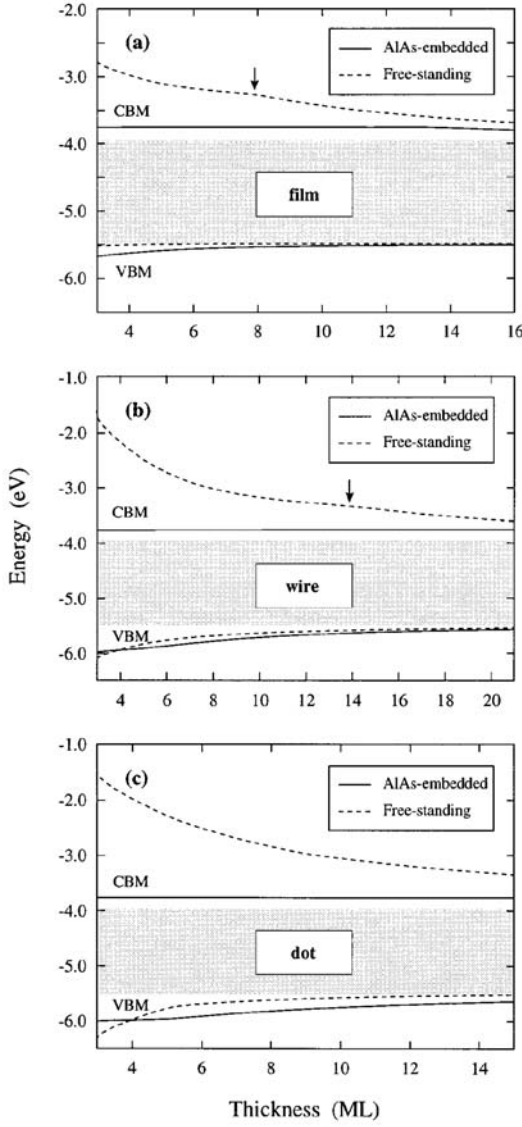 -2.0
(a)
AlAs-embedded
Free-standing
-3.0
CBM
-4.0
film
-5.0
VBM
-6.0
4 6 8 10 12 14 16
-1.0
(b)
AlAs-embedded
Free-standing
-2.0
-3.0
CBM
-4.0
wire
-5.0
VBM
-6.0
4 6 8 10 12 14 16 18 20
Energy (eV)
-1.0
(c)
AlAs-embedded
Free-standing
-2.0
-3.0
CBM
-4.0
dot
-5.0
VBM
-6.0
4 6 8 10 12 14
Thickness (ML)